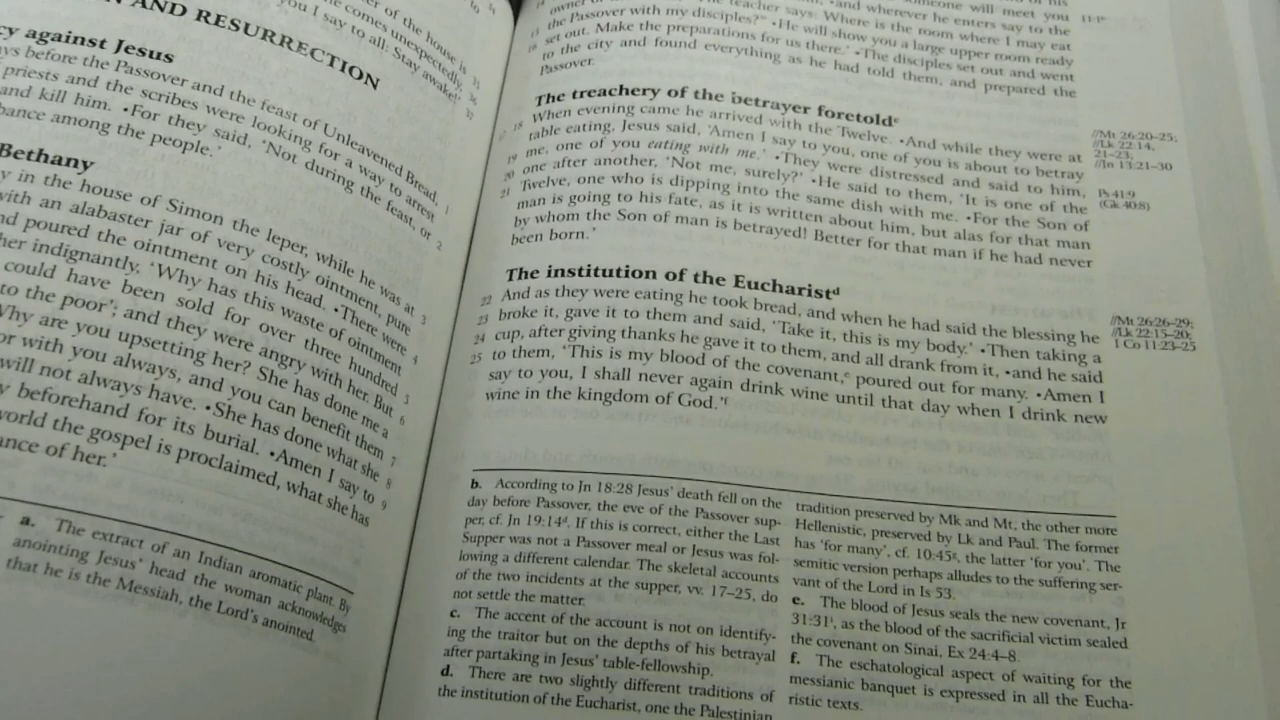 er of the house is
he comes unexpectedly,
you I say to all: Stay awake!'
N AND RESURRECTION
cy against Jesus
ys before the Passover and the feast of Unleavened Bread,
priests and the scribes were looking for a way to arrest
and kill him. •For they said, 'Not during the feast, or
bance among the people.'
Bethany
y in the house of Simon the leper, while he was at
with an alabaster jar of very costly ointment, pure
nd poured the ointment on his head. •There were
her indignantly, 'Why has this waste of ointment
could have been sold for over three hundred
to the poor'; and they were angry with her. But
Why are you upsetting her? She has done me a
or with you always, and you can benefit them
will not always have. •She has done what she
y beforehand for its burial. •Amen I say to
world the gospel is proclaimed, what she has
ance of her.'
a. The extract of an Indian aromatic plant. By
anointing Jesus' head the woman acknowledges
that he is the Messiah, the Lord's anointed.
someone will meet you
owner of the teacher says: Where is the room where I may eat
the Passover with my disciples?" •He will show you a large upper room ready
set out. Make the preparations for us there.' •The disciples set out and went
to the city and found everything as he had told them, and prepared the
Passover.
The treachery of the betrayer foretold c
18 When evening came he arrived with the Twelve. •And while they were at
table eating, Jesus said, 'Amen I say to you, one of you is about to betray
19 me, one of you eating with me.' •They were distressed and said to him,
20 one after another, 'Not me, surely?' •He said to them, 'It is one of the
21 Twelve, one who is dipping into the same dish with me. •For the Son of
man is going to his fate, as it is written about him, but alas for that man
by whom the Son of man is betrayed! Better for that man if he had never
been born.'
//Mt 26:20–25;
//Lk 22:14,
21–23;
//Jn 13:21–30
Ps 41:9
(Gk 40:8)
The institution of the Eucharist d
22 And as they were eating he took bread, and when he had said the blessing he
23 broke it, gave it to them and said, 'Take it, this is my body.' •Then taking a
24 cup, after giving thanks he gave it to them, and all drank from it, •and he said
25 to them, 'This is my blood of the covenant, e poured out for many. •Amen I
say to you, I shall never again drink wine until that day when I drink new
wine in the kingdom of God.' f
//Mt 26:26–29;
//Lk 22:15–20;
1 Co 11:23–25
b. According to Jn 18:28 Jesus' death fell on the
day before Passover, the eve of the Passover sup-
per, cf. Jn 19:14d. If this is correct, either the Last
Supper was not a Passover meal or Jesus was fol-
lowing a different calendar. The skeletal accounts
of the two incidents at the supper, vv. 17–25, do
not settle the matter.
c. The accent of the account is not on identify-
ing the traitor but on the depths of his betrayal
after partaking in Jesus' table-fellowship.
d. There are two slightly different traditions of
the institution of the Eucharist, one the Palestinian
tradition preserved by Mk and Mt, the other more
Hellenistic, preserved by Lk and Paul. The former
has 'for many', cf. 10:45g, the latter 'for you'. The
semitic version perhaps alludes to the suffering ser-
vant of the Lord in Is 53.
e. The blood of Jesus seals the new covenant, Jr
31:31i, as the blood of the sacrificial victim sealed
the covenant on Sinai, Ex 24:4–8.
f. The eschatological aspect of waiting for the
messianic banquet is expressed in all the Eucha-
ristic texts.